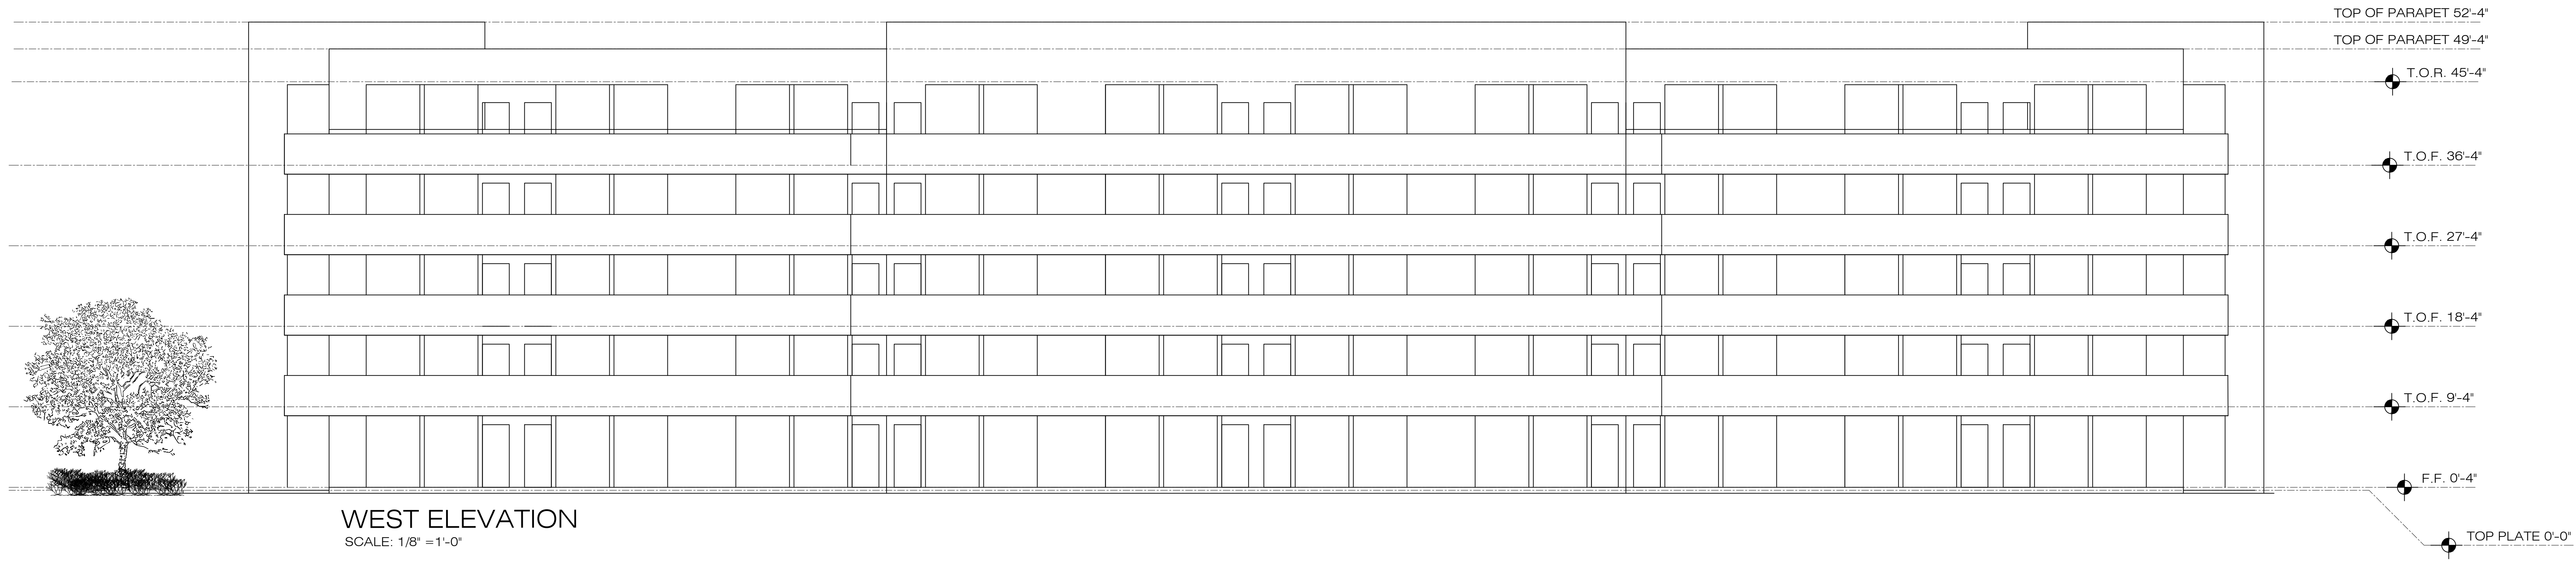 TOP OF PARAPET 52'-4"
TOP OF PARAPET 49'-4"
T.O.R. 45'-4"
T.O.F. 36'-4"
T.O.F. 27'-4"
T.O.F. 18'-4"
T.O.F. 9'-4"
F.F. 0'-4"
WEST ELEVATION
SCALE: 1/8" =1'-0"
TOP PLATE 0'-0"